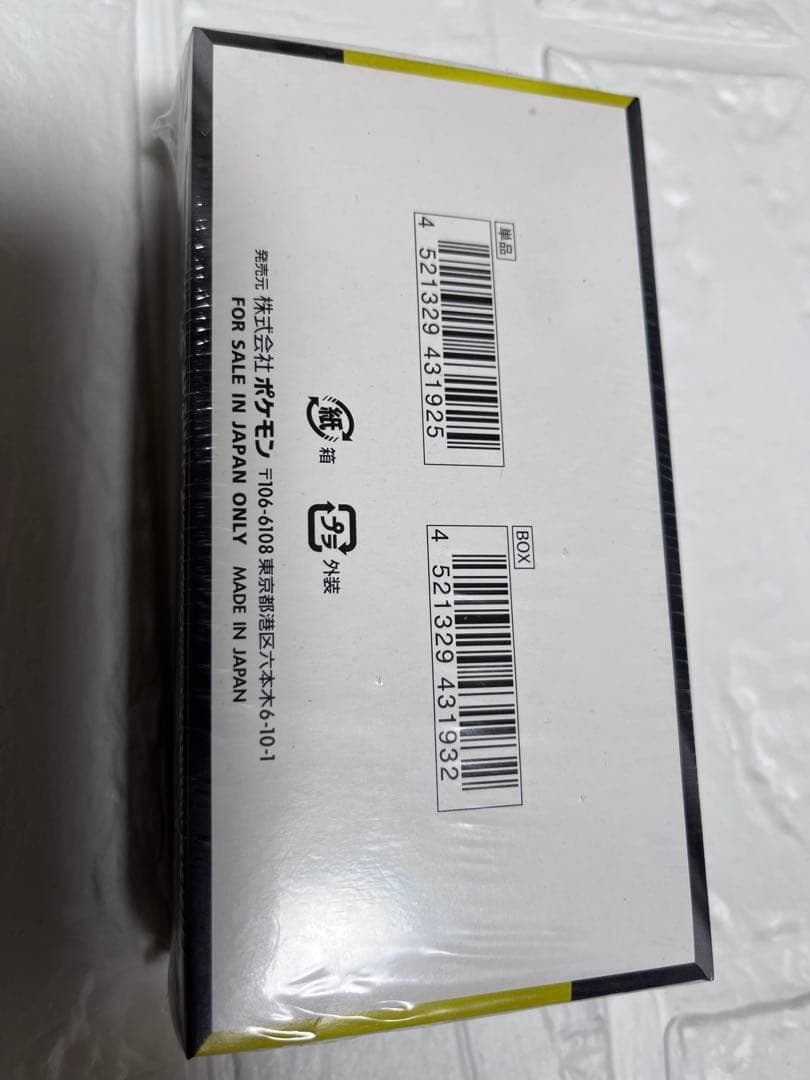 単品
4 521329 431925
BOX
4 521329 431932
紙
箱
プラ
外装
発売元 株式会社 ポケモン 〒106-6108 東京都港区六本木6-10-1
FOR SALE IN JAPAN ONLY MADE IN JAPAN